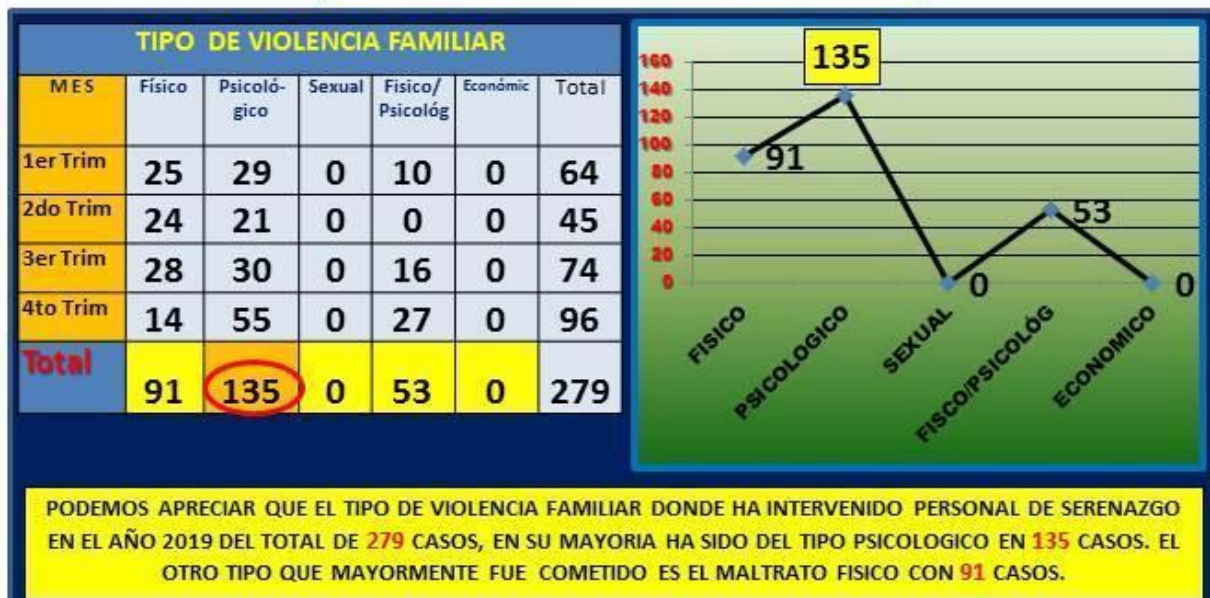 TIPO DE VIOLENCIA FAMILIAR
MES Físico Psicoló- Sexual Fisico/ Económic Total
gico Psicológ
1er Trim 25 29 0 10 0 64
2do Trim 24 21 0 0 0 45
3er Trim 28 30 0 16 0 74
4to Trim 14 55 0 27 0 96
Total 91 135 0 53 0 279
160
140
120
100
80
60
40
20
0
135
91
0
53
0
FISICO
PSICOLOGICO
SEXUAL
FISCO/PSICOLÓG
ECONOMICO
PODEMOS APRECIAR QUE EL TIPO DE VIOLENCIA FAMILIAR DONDE HA INTERVENIDO PERSONAL DE SERENAZGO
EN EL AÑO 2019 DEL TOTAL DE 279 CASOS, EN SU MAYORIA HA SIDO DEL TIPO PSICOLOGICO EN 135 CASOS. EL
OTRO TIPO QUE MAYORMENTE FUE COMETIDO ES EL MALTRATO FISICO CON 91 CASOS.